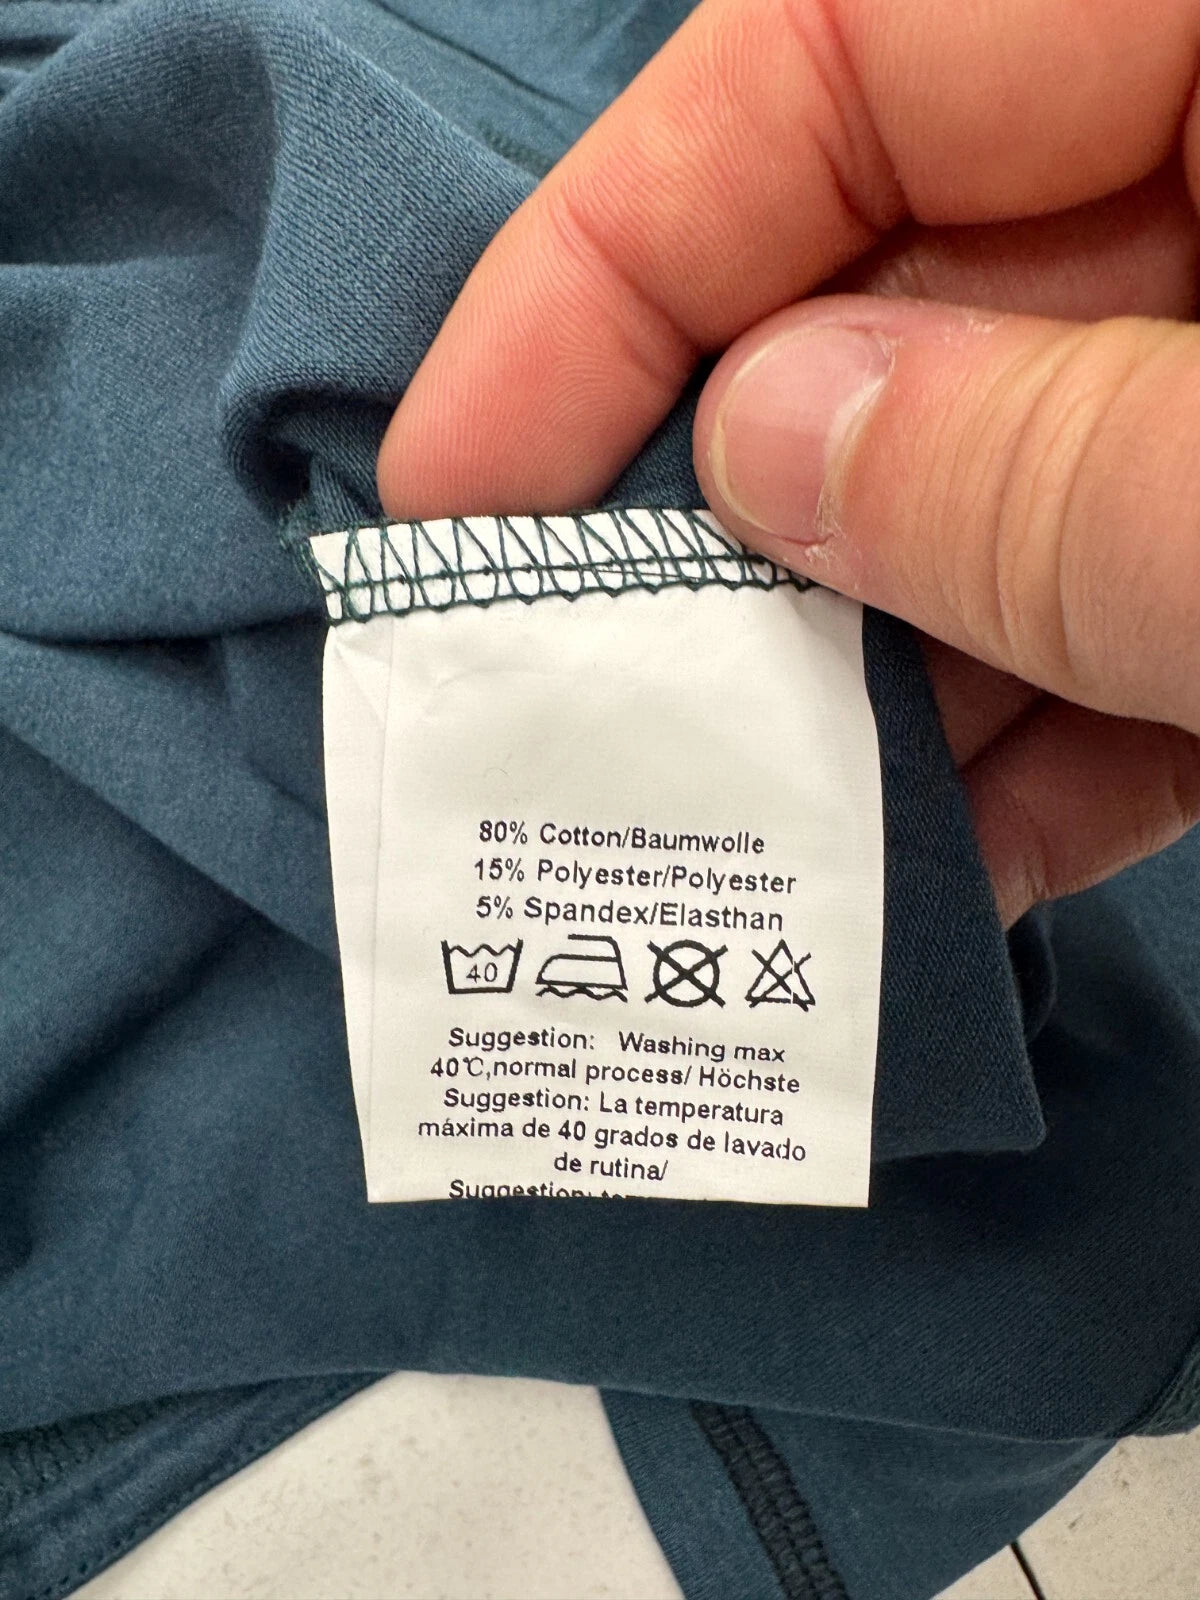 80% Cotton/Baumwolle
15% Polyester/Polyester
5% Spandex/Elasthan
40
Suggestion: Washing max
40℃,normal process/ Höchste
Suggestion: La temperatura
máxima de 40 grados de lavado
de rutina/
Suggestion: